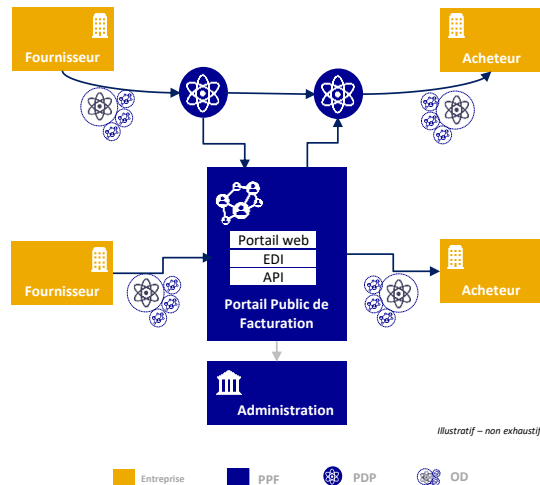 Fournisseur
Acheteur
Portail web
EDI
API
Fournisseur
Acheteur
Portail Public de
Facturation
Administration
Illustratif – non exhaustif
Entreprise
PPF
PDP
OD